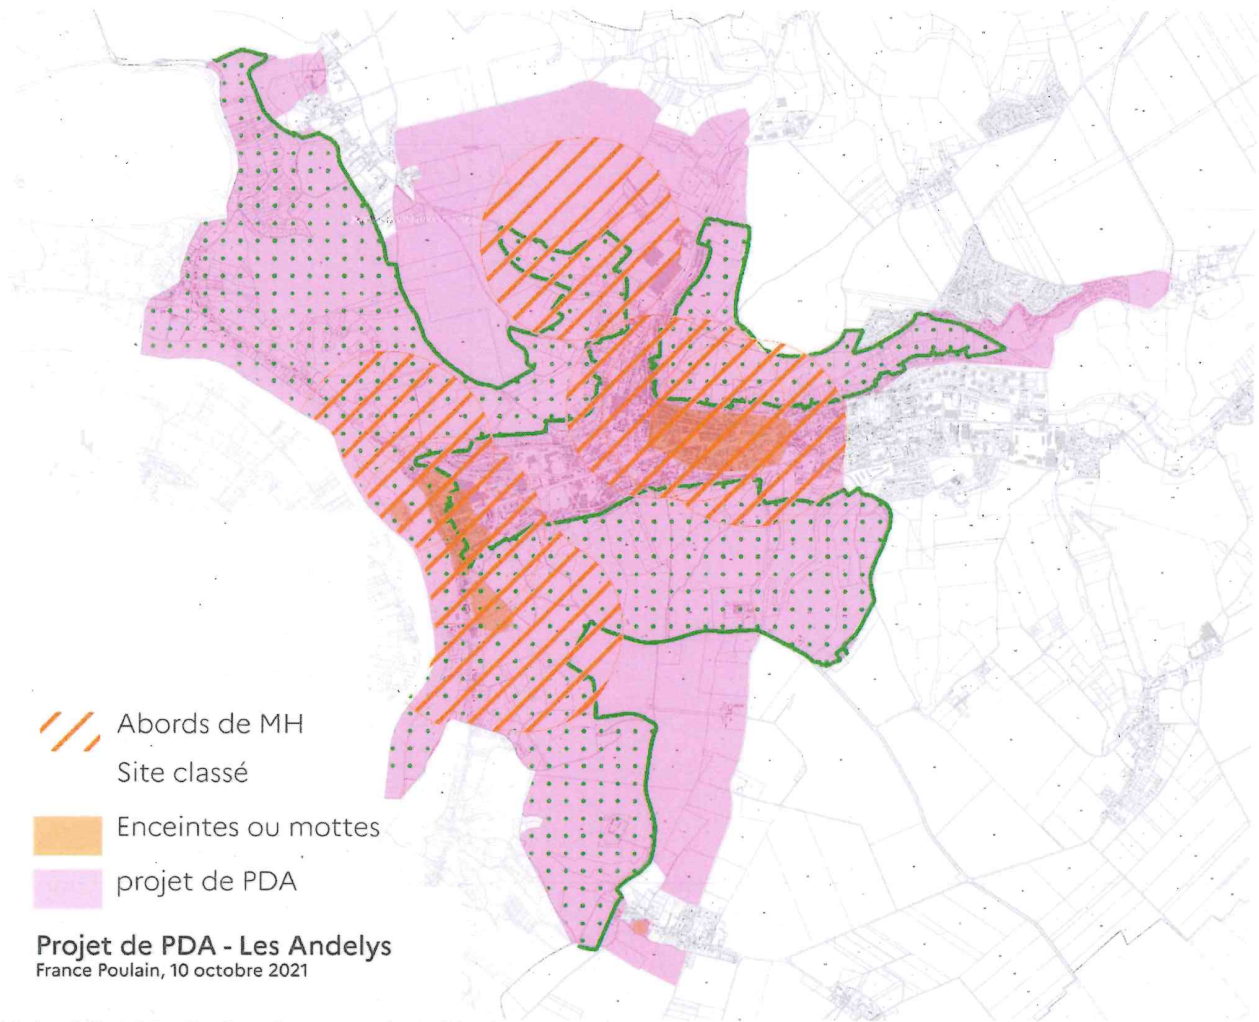 Abords de MH
Site classé
Enceintes ou mottes
projet de PDA
Projet de PDA - Les Andelys
France Poulain, 10 octobre 2021